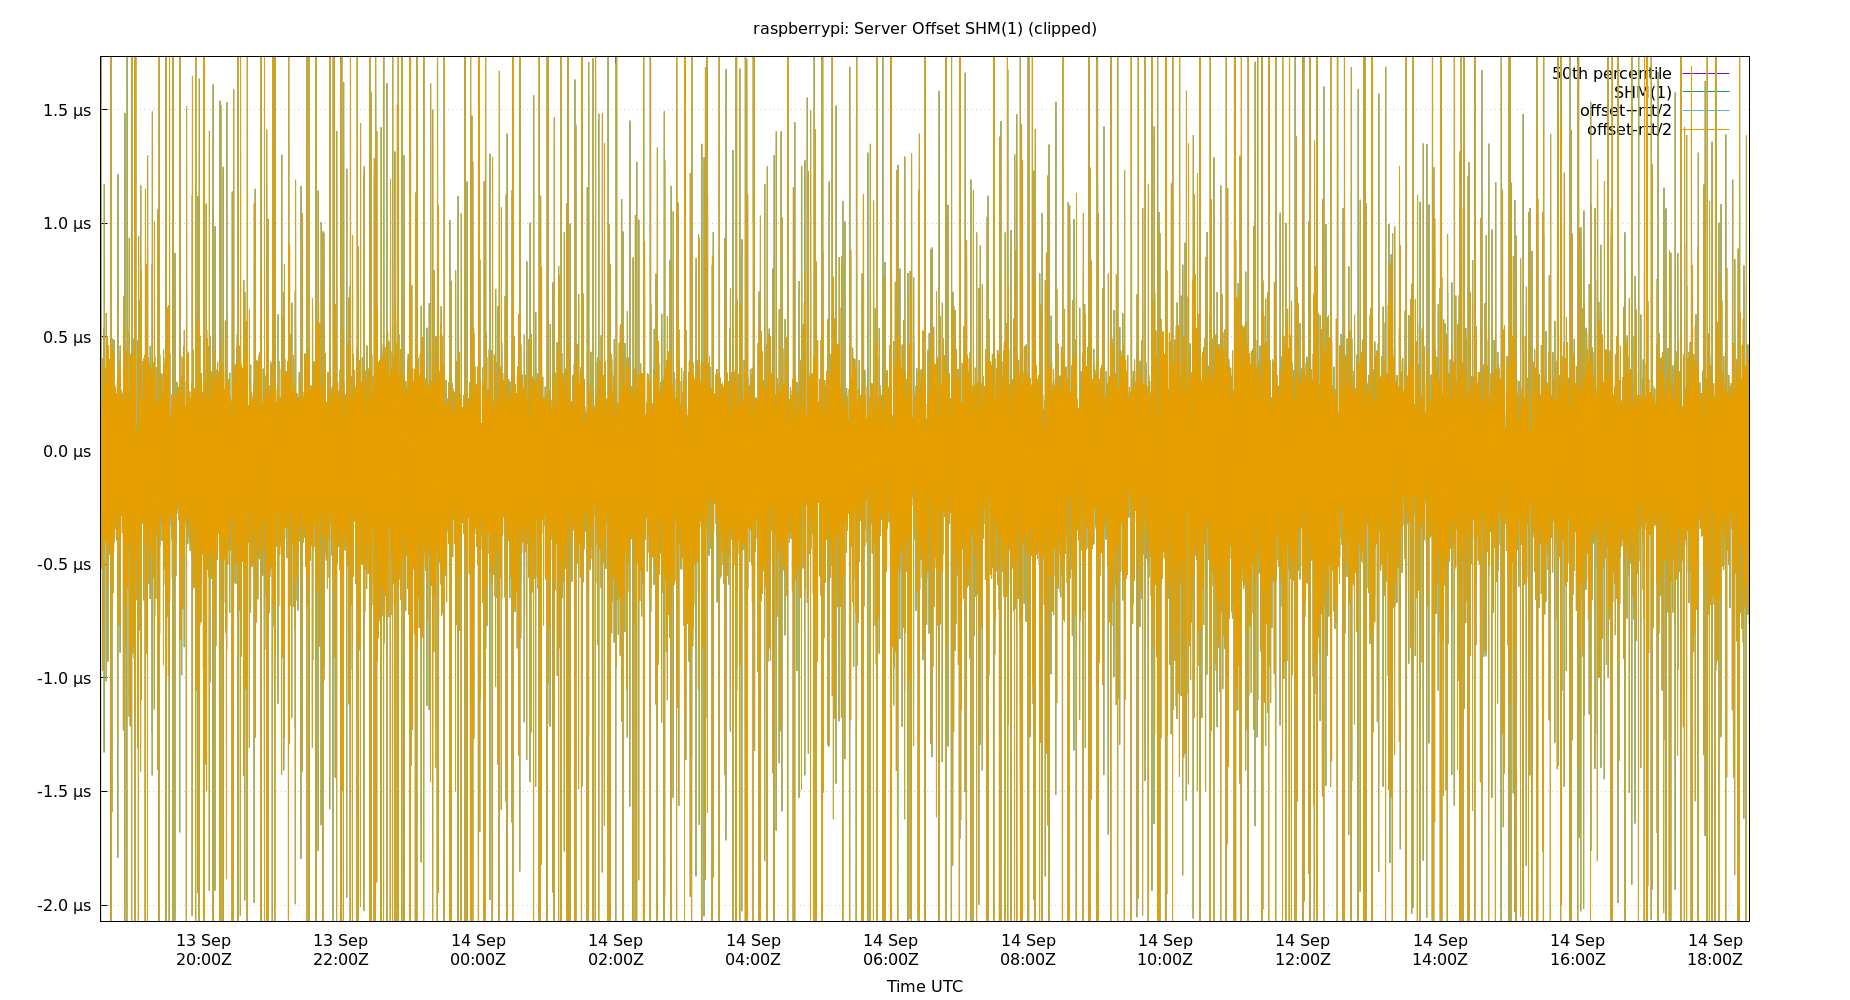 raspberrypi: Server Offset SHM(1) (clipped)
50th percentile
SHM(1)
offset--rtt/2
offset-rtt/2
1.5 µs
1.0 µs
0.5 µs
0.0 µs
-0.5 µs
-1.0 µs
-1.5 µs
-2.0 µs
13 Sep 13 Sep 14 Sep 14 Sep 14 Sep 14 Sep 14 Sep 14 Sep 14 Sep 14 Sep 14 Sep 14 Sep
20:00Z 22:00Z 00:00Z 02:00Z 04:00Z 06:00Z 08:00Z 10:00Z 12:00Z 14:00Z 16:00Z 18:00Z
Time UTC